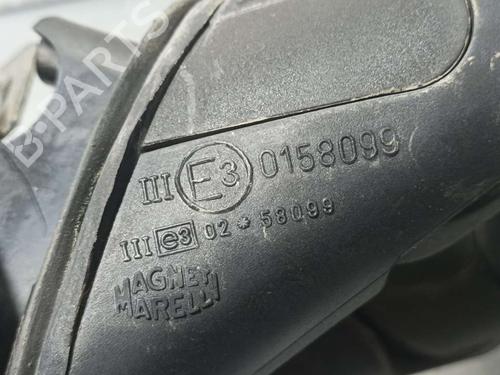 B-PARTS
III E3 0158099
III e3 02*58099
MAGNETI
MARELLI